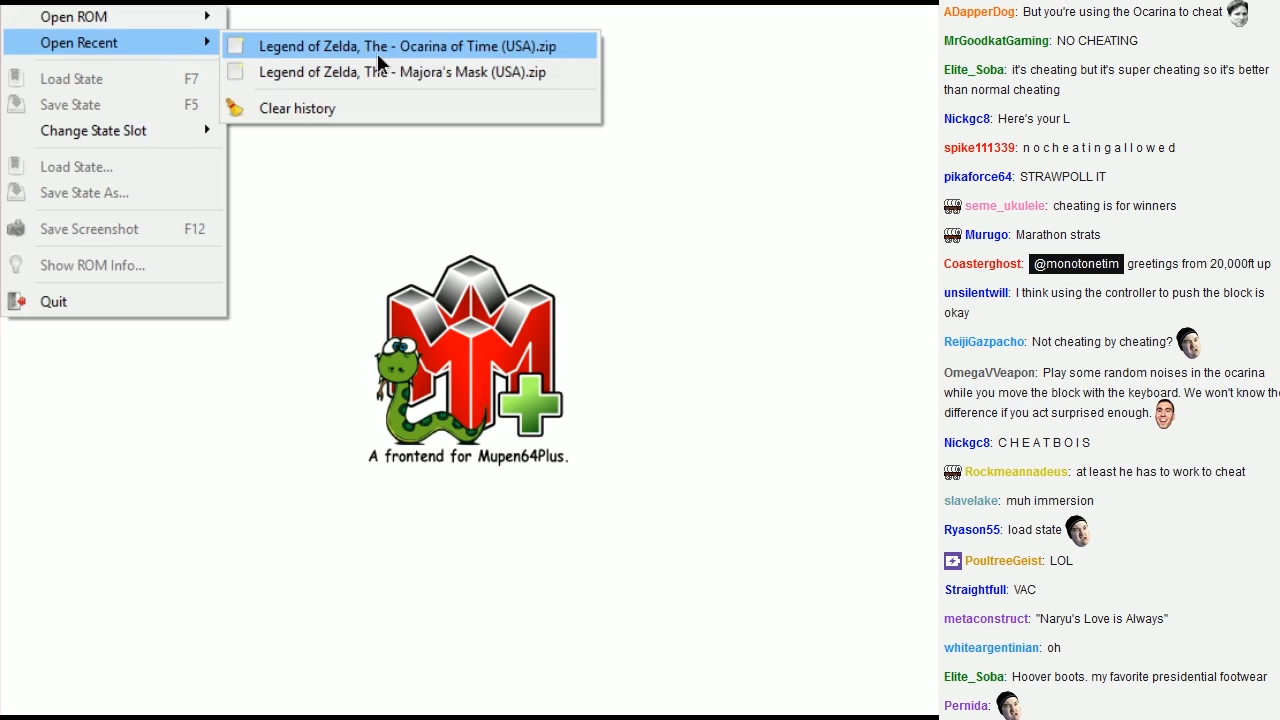 Open ROM
Open Recent
Load State F7
Save State F5
Change State Slot
Load State...
Save State As...
Save Screenshot F12
Show ROM Info...
Quit
Legend of Zelda, The - Ocarina of Time (USA).zip
Legend of Zelda, The - Majora's Mask (USA).zip
Clear history
A frontend for Mupen64Plus.
ADapperDog: But you're using the Ocarina to cheat
MrGoodkatGaming: NO CHEATING
Elite_Soba: it's cheating but it's super cheating so it's better
than normal cheating
Nickgc8: Here's your L
spike111339: n o c h e a t i n g a l l o w e d
pikaforce64: STRAWPOLL IT
seme_ukulele: cheating is for winners
Murugo: Marathon strats
Coasterghost: @monotonetim greetings from 20,000ft up
unsilentwill: I think using the controller to push the block is
okay
ReijiGazpacho: Not cheating by cheating?
OmegaVVeapon: Play some random noises in the ocarina
while you move the block with the keyboard. We won't know the
difference if you act surprised enough.
Nickgc8: C H E A T B O I S
Rockmeannadeus: at least he has to work to cheat
slavelake: muh immersion
Ryason55: load state
PoultreeGeist: LOL
Straightfull: VAC
metaconstruct: "Naryu's Love is Always"
whiteargentinian: oh
Elite_Soba: Hoover boots. my favorite presidential footwear
Pernida: